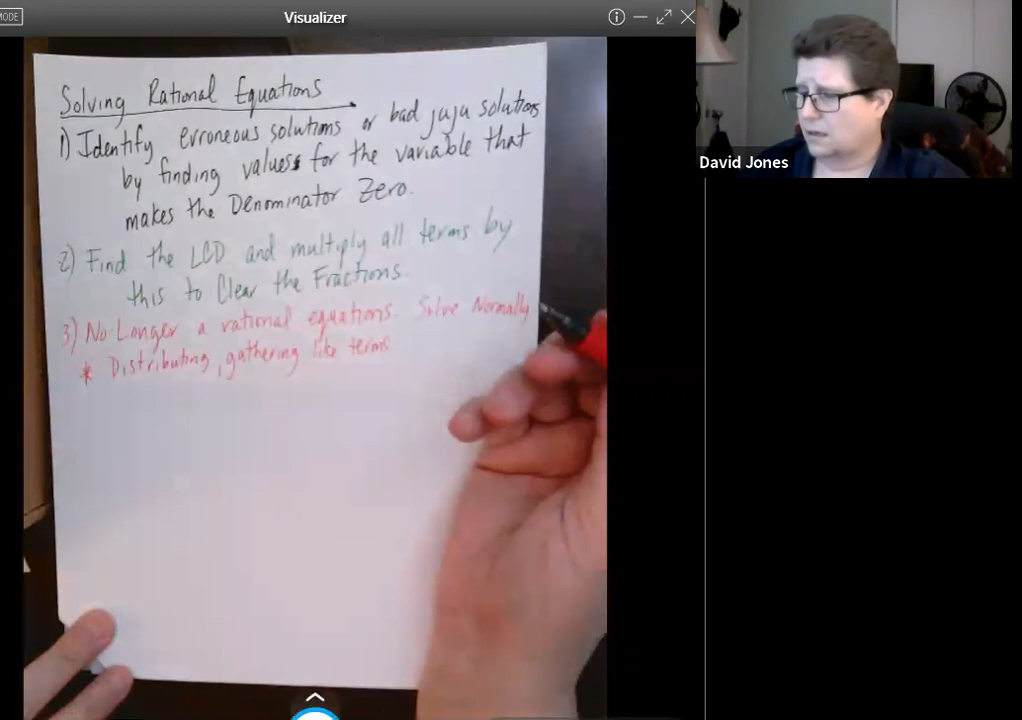 MODE
Visualizer
David Jones
Solving Rational Equations
1) Identify erroneous solutions or bad juju solutions
by finding values for the variable that
makes the Denominator Zero.
2) Find the LCD and multiply all terms by
this to Clear the Fractions.
3) No Longer a rational equations. Solve Normally
* Distributing, gathering like terms